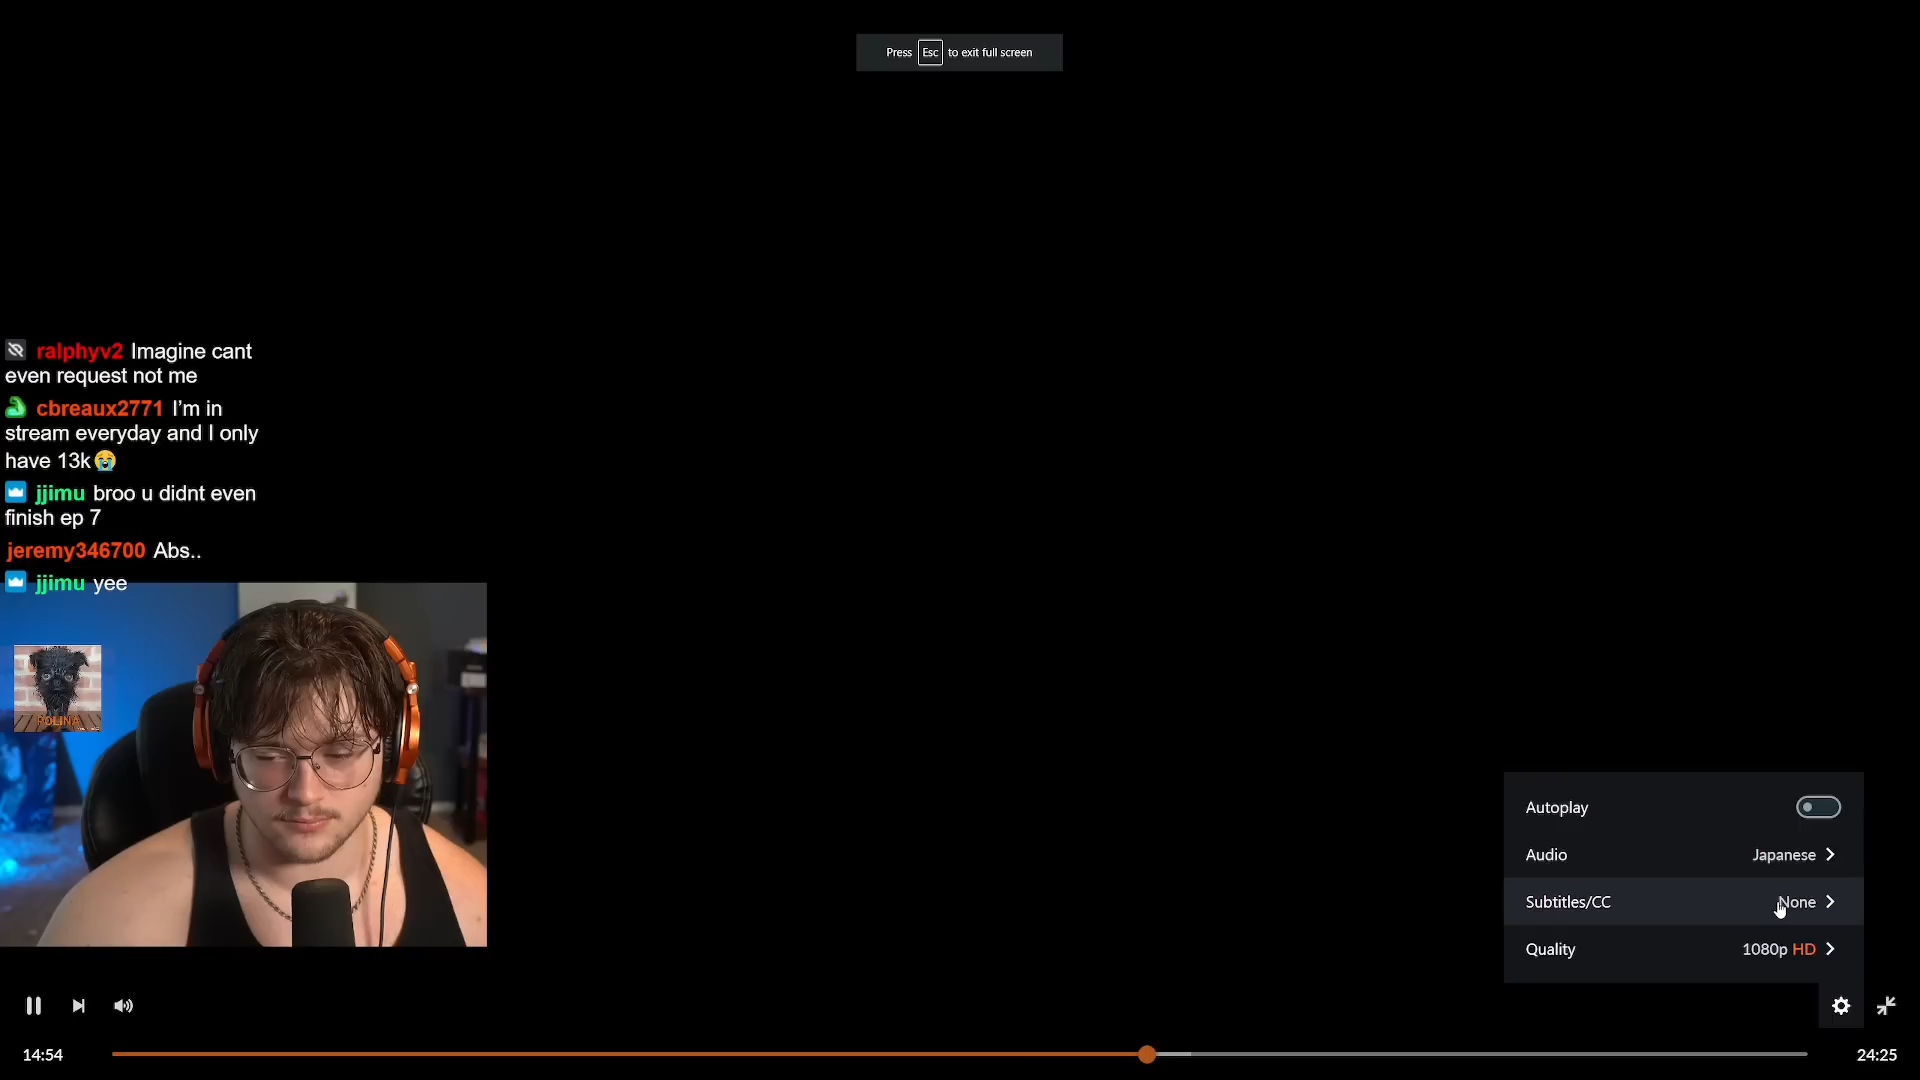 Press Esc to exit full screen
ralphyv2 Imagine cant
even request not me
cbreaux2771 I'm in
stream everyday and I only
have 13k😭
jjimu broo u didnt even
finish ep 7
jeremy346700 Abs..
jjimu yee
POLINA
Autoplay
Audio Japanese
Subtitles/CC None
Quality 1080p HD
14:54 24:25